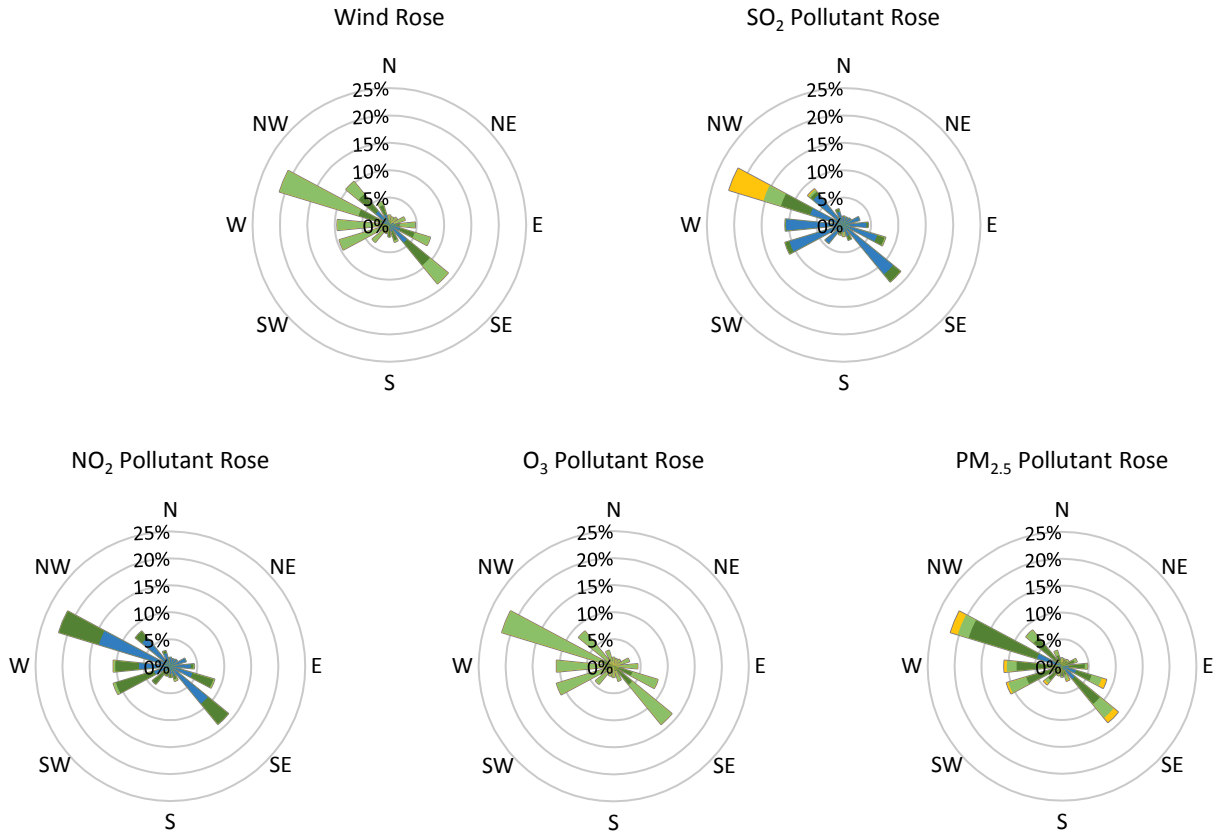 Wind Rose
N
25%
20%
15%
10%
5%
0%
NW
NE
W
E
SW
SE
S
SO₂ Pollutant Rose
N
25%
20%
15%
10%
5%
0%
NW
NE
W
E
SW
SE
S
NO₂ Pollutant Rose
N
25%
20%
15%
10%
5%
0%
NW
NE
W
E
SW
SE
S
O₃ Pollutant Rose
N
25%
20%
15%
10%
5%
0%
NW
NE
W
E
SW
SE
S
PM₂.₅ Pollutant Rose
N
25%
20%
15%
10%
5%
0%
NW
NE
W
E
SW
SE
S